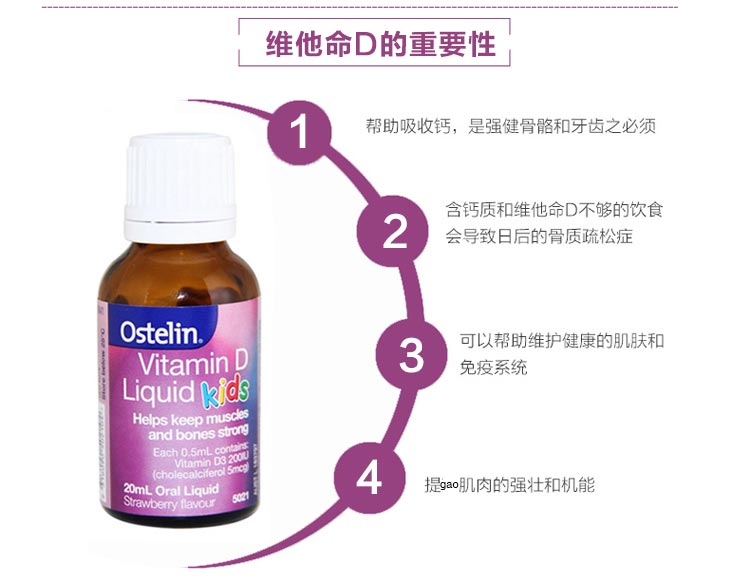 维他命D的重要性
1
帮助吸收钙，是强健骨骼和牙齿之必须
2
含钙质和维他命D不够的饮食
会导致日后的骨质疏松症
3
可以帮助维护健康的肌肤和
免疫系统
4
提gao肌肉的强壮和机能
Ostelin®
Vitamin D
Liquid kids
Helps keep muscles
and bones strong
Each 0.5mL contains:
Vitamin D3 200IU
(cholecalciferol 5mcg)
20mL Oral Liquid
Strawberry flavour
5021
Store below 25°C